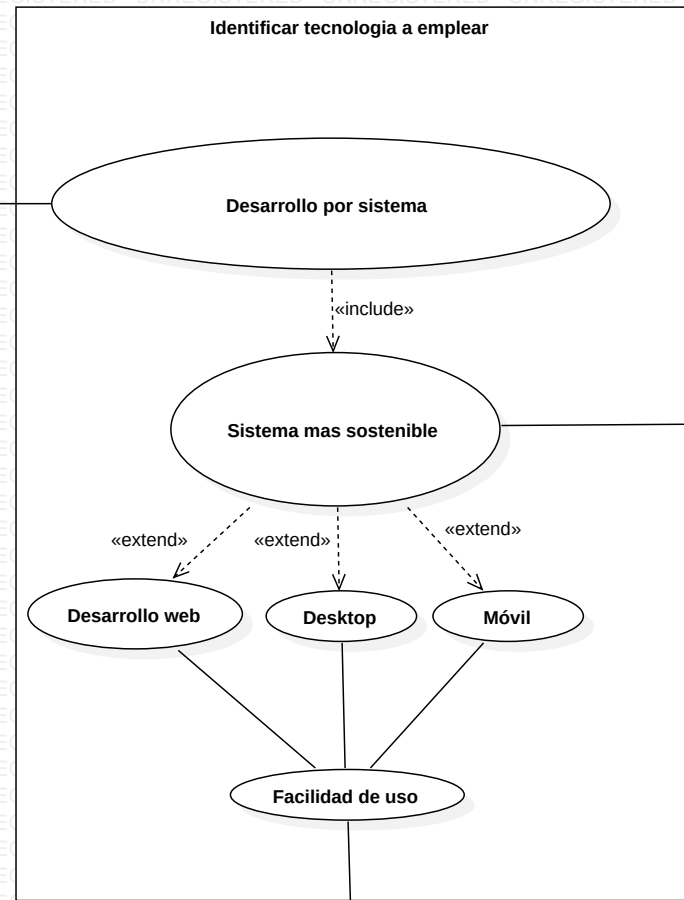 Identificar tecnologia a emplear
Desarrollo por sistema
«include»
Sistema mas sostenible
«extend»
«extend»
«extend»
Desarrollo web
Desktop
Móvil
Facilidad de uso